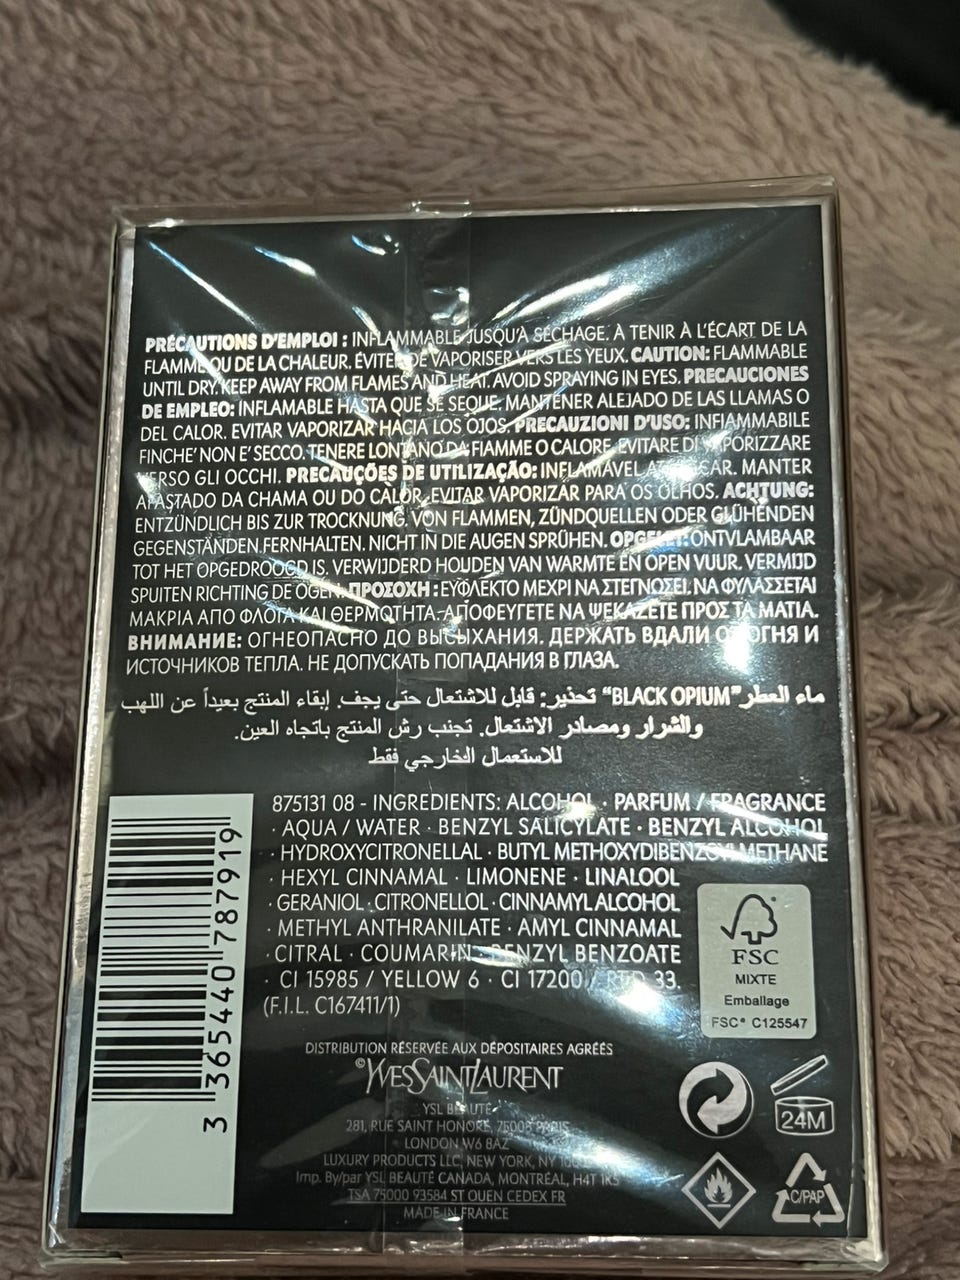 PRÉCAUTIONS D'EMPLOI : INFLAMMABLE JUSQU'À SÉCHAGE. À TENIR À L'ÉCART DE LA
FLAMME OU DE LA CHALEUR. ÉVITER DE VAPORISER VERS LES YEUX. CAUTION: FLAMMABLE
UNTIL DRY. KEEP AWAY FROM FLAMES AND HEAT. AVOID SPRAYING IN EYES. PRECAUCIONES
DE EMPLEO: INFLAMABLE HASTA QUE SE SEQUE. MANTENER ALEJADO DE LAS LLAMAS O
DEL CALOR. EVITAR VAPORIZAR HACIA LOS OJOS. PRECAUZIONI D'USO: INFIAMMABILE
FINCHE' NON E' SECCO. TENERE LONTANO DA FIAMME O CALORE. EVITARE DI VAPORIZZARE
VERSO GLI OCCHI. PRECAUÇÕES DE UTILIZAÇÃO: INFLAMÁVEL MANTER
AFASTADO DA CHAMA OU DO CALOR. EVITAR VAPORIZAR PARA OS OLHOS. ACHTUNG:
ENTZÜNDLICH BIS ZUR TROCKNUNG. VON FLAMMEN, ZÜNDQUELLEN ODER GLÜHENDEN
GEGENSTÄNDEN FERNHALTEN. NICHT IN DIE AUGEN SPRÜHEN. OPGELET: ONTVLAMBAAR
TOT HET OPGEDROOGD IS. VERWIJDERD HOUDEN VAN WARMTE EN OPEN VUUR. VERMIJD
SPUITEN RICHTING DE OGEN. ΠΡΟΣΟΧΗ : ΕΥΦΛΕΚΤΟ ΜΕΧΡΙ ΝΑ ΣΤΕΓΝΩΣΕΙ. ΝΑ ΦΥΛΑΣΣΕΤΑΙ
ΜΑΚΡΙΑ ΑΠΟ ΦΛΟΓΑ ΚΑΙ ΘΕΡΜΟΤΗΤΑ-ΑΠΟΦΕΥΓΕΤΕ ΝΑ ΨΕΚΑΖΕΤΕ ΠΡΟΣ ΤΑ ΜΑΤΙΑ.
ВНИМАНИЕ: ОГНЕОПАСНО ДО ВЫСЫХАНИЯ. ДЕРЖАТЬ ВДАЛИ ОТ ОГНЯ И
ИСТОЧНИКОВ ТЕПЛА. НЕ ДОПУСКАТЬ ПОПАДАНИЯ В ГЛАЗА.
ماء العطر "BLACK OPIUM" تحذير: قابل للاشتعال حتى يجف. إبقاء المنتج بعيداً عن اللهب
والشرار ومصادر الاشتعال. تجنب رش المنتج باتجاه العين.
للاستعمال الخارجي فقط
875131 08 - INGREDIENTS: ALCOHOL · PARFUM / FRAGRANCE
· AQUA / WATER · BENZYL SALICYLATE · BENZYL ALCOHOL
· HYDROXYCITRONELLAL · BUTYL METHOXYDIBENZOYLMETHANE
· HEXYL CINNAMAL · LIMONENE · LINALOOL
· GERANIOL · CITRONELLOL · CINNAMYL ALCOHOL
· METHYL ANTHRANILATE · AMYL CINNAMAL
· CITRAL · COUMARIN · BENZYL BENZOATE
· CI 15985 / YELLOW 6 · CI 17200 / RED 33.
(F.I.L. C167411/1)
FSC
MIXTE
Emballage
FSC® C125547
3 365440 787919
DISTRIBUTION RÉSERVÉE AUX DÉPOSITAIRES AGRÉÉS
©YVESSAINTLAURENT
YSL BEAUTÉ
281, RUE SAINT HONORÉ, 75008 PARIS
LONDON W6 8AZ
LUXURY PRODUCTS LLC, NEW YORK, NY
Imp. By/par YSL BEAUTÉ CANADA, MONTRÉAL, H4T 1K5
TSA 75000 93584 ST OUEN CEDEX FR
MADE IN FRANCE
24M
C/PAP